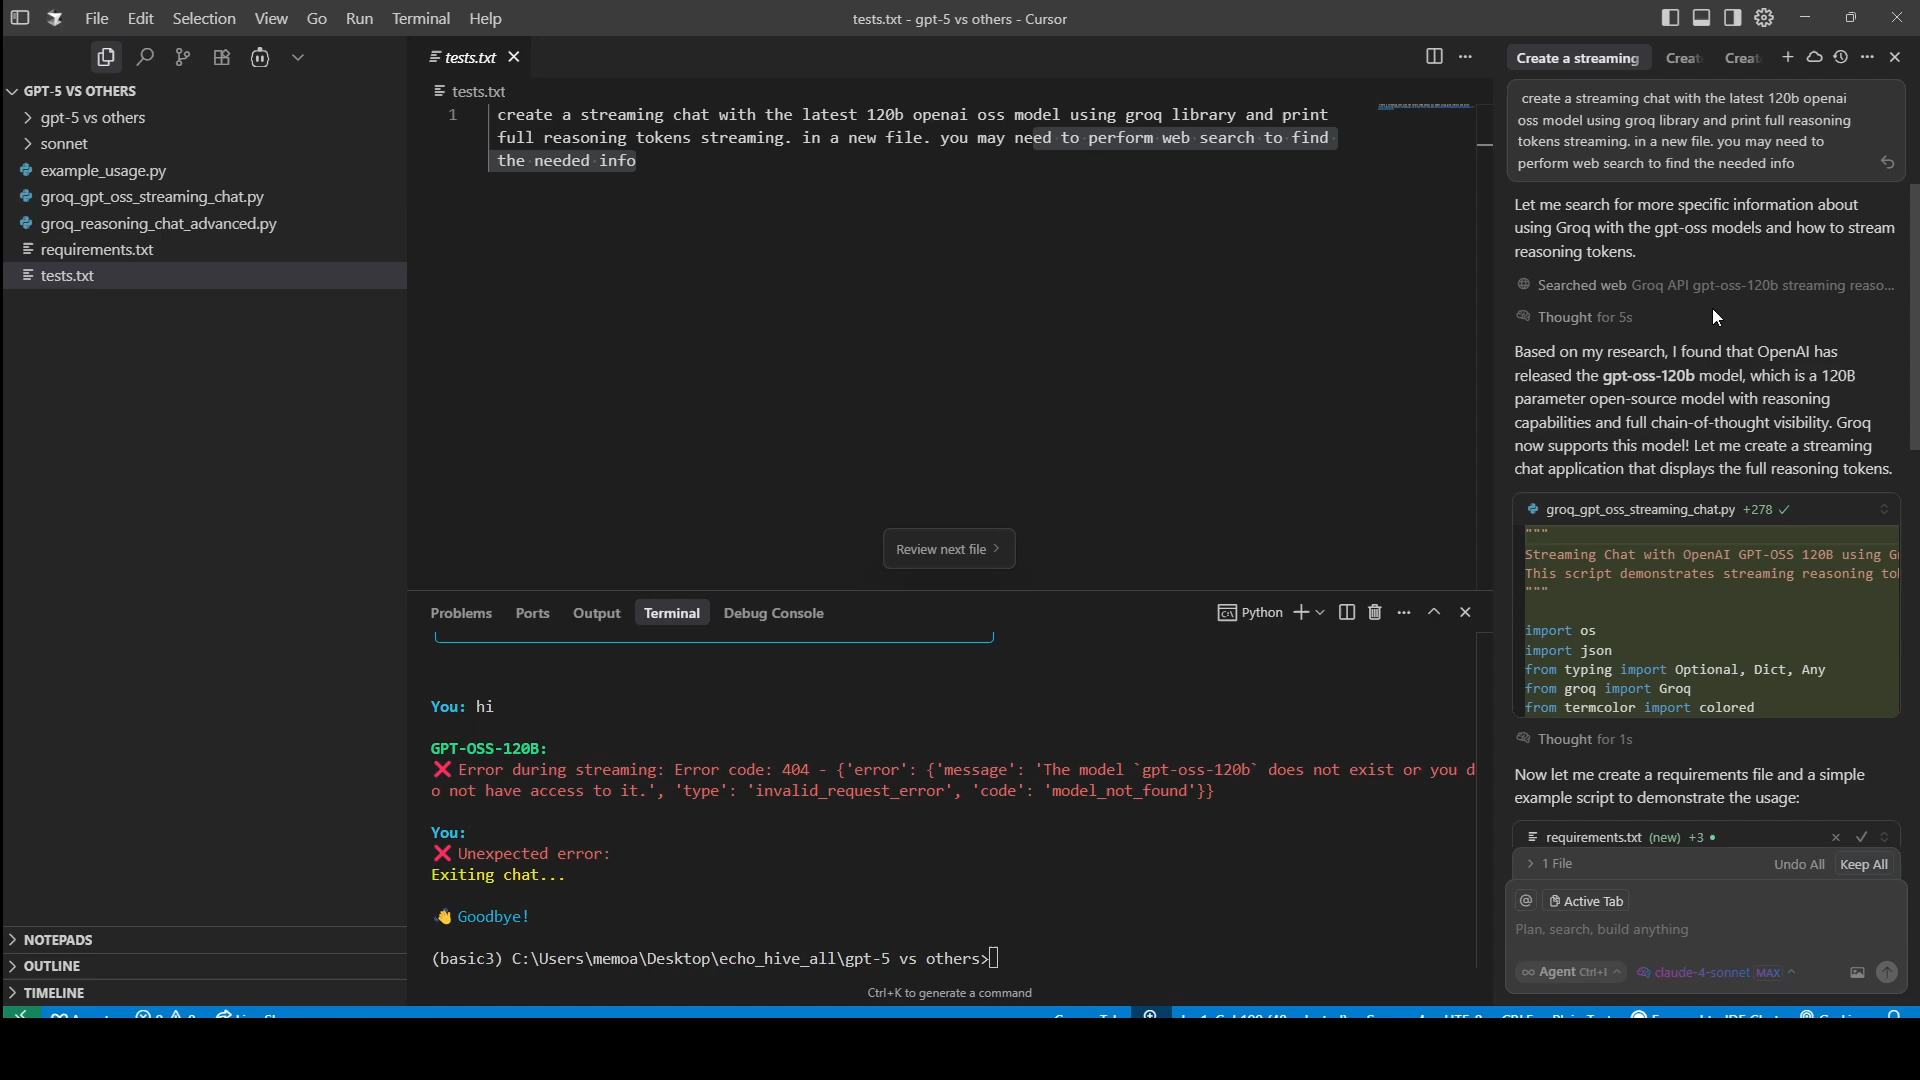 File Edit Selection View Go Run Terminal Help
tests.txt - gpt-5 vs others - Cursor
GPT-5 VS OTHERS
gpt-5 vs others
sonnet
example_usage.py
groq_gpt_oss_streaming_chat.py
groq_reasoning_chat_advanced.py
requirements.txt
tests.txt
NOTEPADS
OUTLINE
TIMELINE
tests.txt
tests.txt
1 create a streaming chat with the latest 120b openai oss model using groq library and print
full reasoning tokens streaming. in a new file. you may need to perform web search to find
the needed info
Review next file
Problems Ports Output Terminal Debug Console
Python
You: hi
GPT-OSS-120B:
❌ Error during streaming: Error code: 404 - {'error': {'message': 'The model `gpt-oss-120b` does not exist or you d
o not have access to it.', 'type': 'invalid_request_error', 'code': 'model_not_found'}}
You:
❌ Unexpected error:
Exiting chat...
👋 Goodbye!
(basic3) C:\Users\memoa\Desktop\echo_hive_all\gpt-5 vs others>
Ctrl+K to generate a command
Create a streaming Creat Creat
create a streaming chat with the latest 120b openai
oss model using groq library and print full reasoning
tokens streaming. in a new file. you may need to
perform web search to find the needed info
Let me search for more specific information about
using Groq with the gpt-oss models and how to stream
reasoning tokens.
Searched web Groq API gpt-oss-120b streaming reaso...
Thought for 5s
Based on my research, I found that OpenAI has
released the gpt-oss-120b model, which is a 120B
parameter open-source model with reasoning
capabilities and full chain-of-thought visibility. Groq
now supports this model! Let me create a streaming
chat application that displays the full reasoning tokens.
groq_gpt_oss_streaming_chat.py +278
"""
Streaming Chat with OpenAI GPT-OSS 120B using G
This script demonstrates streaming reasoning to
"""
import os
import json
from typing import Optional, Dict, Any
from groq import Groq
from termcolor import colored
Thought for 1s
Now let me create a requirements file and a simple
example script to demonstrate the usage:
requirements.txt (new) +3
1 File Undo All Keep All
@ Active Tab
Plan, search, build anything
Agent Ctrl+I claude-4-sonnet MAX